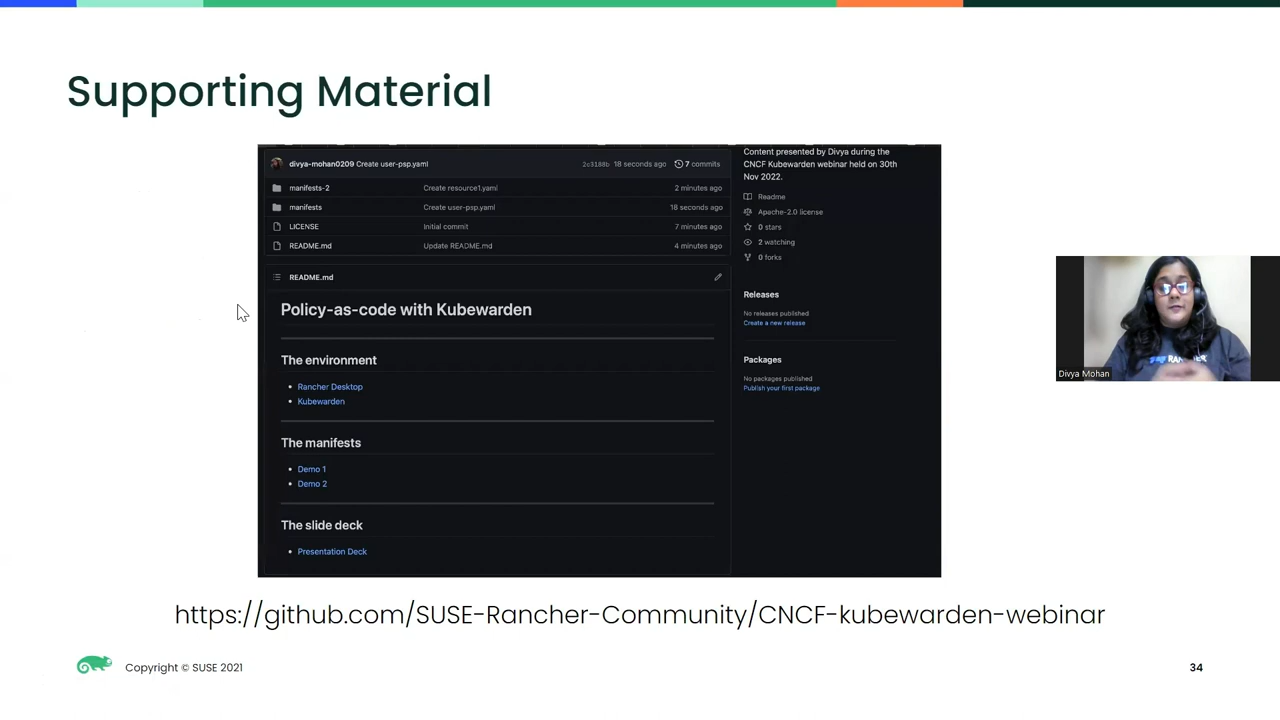 Supporting Material
divya-mohan0209 Create user-psp.yaml 2c3188b 18 seconds ago 7 commits
manifests-2 Create resource1.yaml 2 minutes ago
manifests Create user-psp.yaml 18 seconds ago
LICENSE Initial commit 7 minutes ago
README.md Update README.md 4 minutes ago
README.md
Policy-as-code with Kubewarden
The environment
Rancher Desktop
Kubewarden
The manifests
Demo 1
Demo 2
The slide deck
Presentation Deck
Content presented by Divya during the
CNCF Kubewarden webinar held on 30th
Nov 2022.
Readme
Apache-2.0 license
0 stars
2 watching
0 forks
Releases
No releases published
Create a new release
Packages
No packages published
Publish your first package
Divya Mohan
https://github.com/SUSE-Rancher-Community/CNCF-kubewarden-webinar
Copyright © SUSE 2021
34